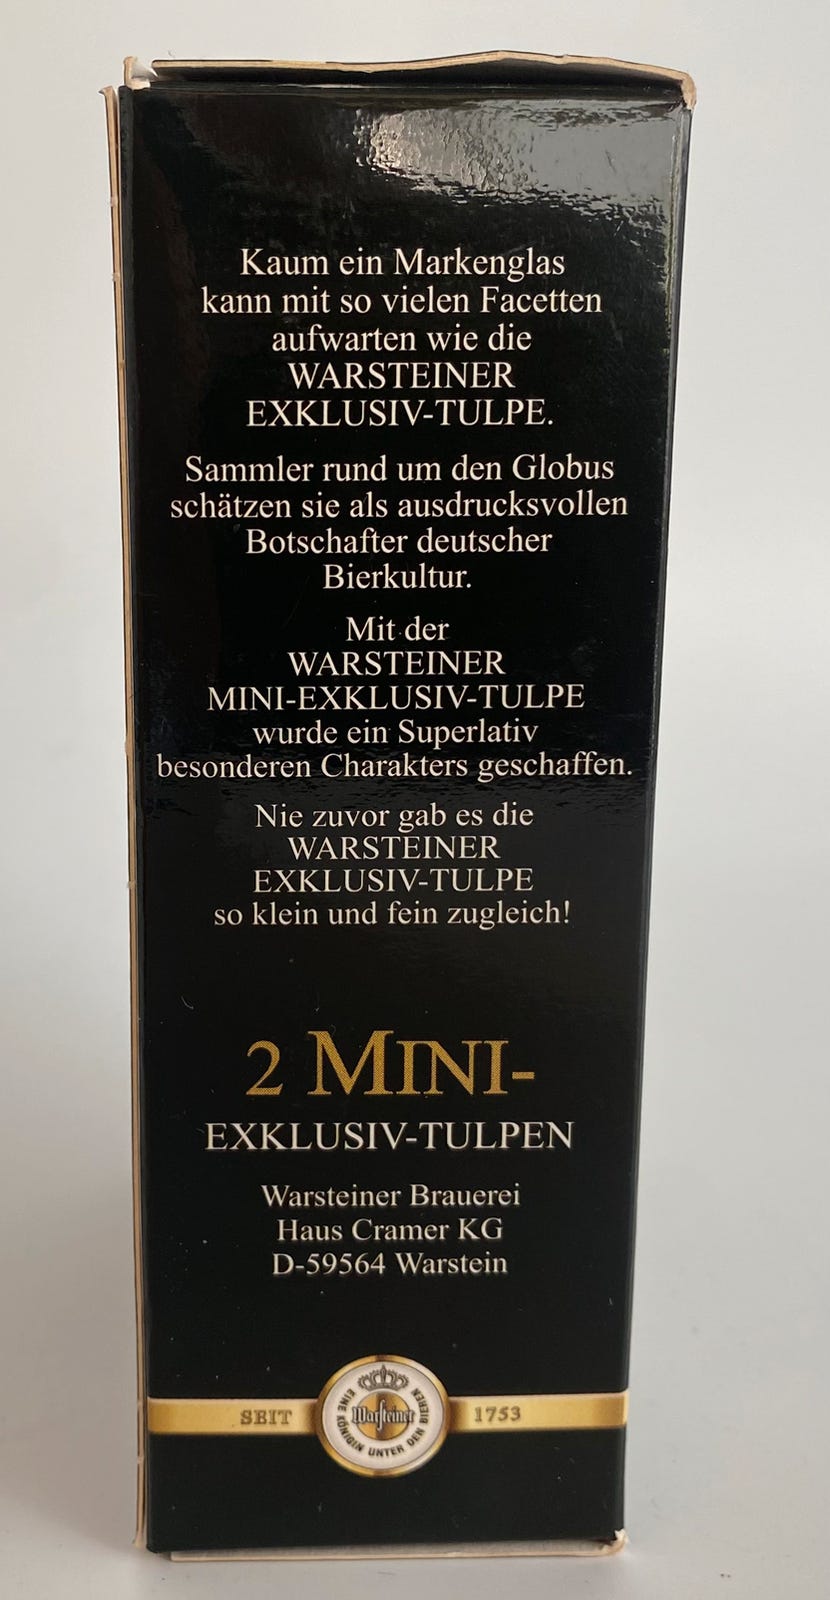 Kaum ein Markenglas
kann mit so vielen Facetten
aufwarten wie die
WARSTEINER
EXKLUSIV-TULPE.
Sammler rund um den Globus
schätzen sie als ausdrucksvollen
Botschafter deutscher
Bierkultur.
Mit der
WARSTEINER
MINI-EXKLUSIV-TULPE
wurde ein Superlativ
besonderen Charakters geschaffen.
Nie zuvor gab es die
WARSTEINER
EXKLUSIV-TULPE
so klein und fein zugleich!
2 MINI-
EXKLUSIV-TULPEN
Warsteiner Brauerei
Haus Cramer KG
D-59564 Warstein
SEIT
Warsteiner
EINE KÖNIGIN UNTER DEN BIEREN
1753